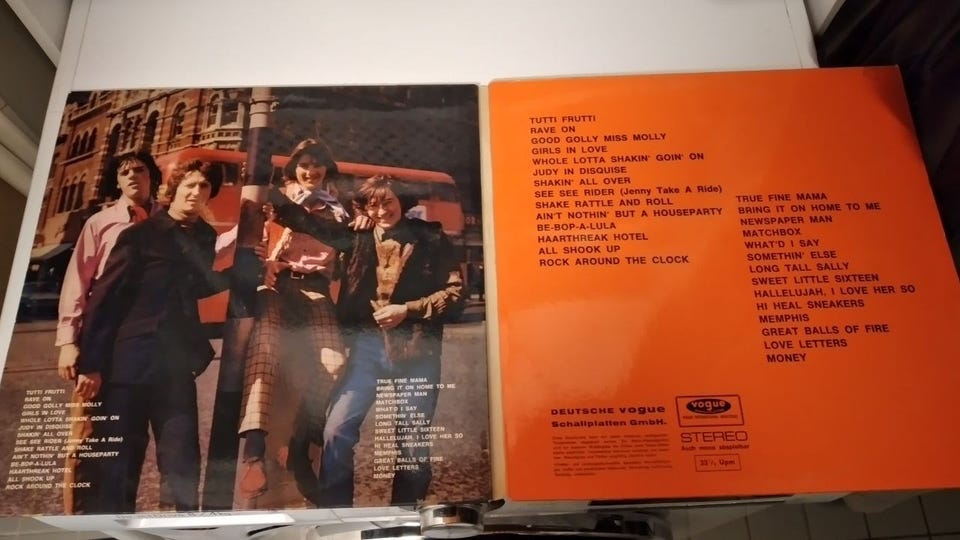 TUTTI FRUTTI
RAVE ON
GOOD GOLLY MISS MOLLY
GIRLS IN LOVE
WHOLE LOTTA SHAKIN' GOIN' ON
JUDY IN DISQUISE
SHAKIN' ALL OVER
SEE SEE RIDER (Jenny Take A Ride)
SHAKE RATTLE AND ROLL
AIN'T NOTHIN' BUT A HOUSEPARTY
BE-BOP-A-LULA
HAARTHREAK HOTEL
ALL SHOOK UP
ROCK AROUND THE CLOCK
TRUE FINE MAMA
BRING IT ON HOME TO ME
NEWSPAPER MAN
MATCHBOX
WHAT'D I SAY
SOMETHIN' ELSE
LONG TALL SALLY
SWEET LITTLE SIXTEEN
HALLELUJAH, I LOVE HER SO
HI HEAL SNEAKERS
MEMPHIS
GREAT BALLS OF FIRE
LOVE LETTERS
MONEY
TUTTI FRUTTI
RAVE ON
GOOD GOLLY MISS MOLLY
GIRLS IN LOVE
WHOLE LOTTA SHAKIN' GOIN' ON
JUDY IN DISQUISE
SHAKIN' ALL OVER
SEE SEE RIDER (Jenny Take A Ride)
SHAKE RATTLE AND ROLL
AIN'T NOTHIN' BUT A HOUSEPARTY
BE-BOP-A-LULA
HAARTHREAK HOTEL
ALL SHOOK UP
ROCK AROUND THE CLOCK
TRUE FINE MAMA
BRING IT ON HOME TO ME
NEWSPAPER MAN
MATCHBOX
WHAT'D I SAY
SOMETHIN' ELSE
LONG TALL SALLY
SWEET LITTLE SIXTEEN
HALLELUJAH, I LOVE HER SO
HI HEAL SNEAKERS
MEMPHIS
GREAT BALLS OF FIRE
LOVE LETTERS
MONEY
DEUTSCHE vogue
Schallplatten GmbH.
vogue
STEREO
Auch mono abspielbar
33 1/3 Upm